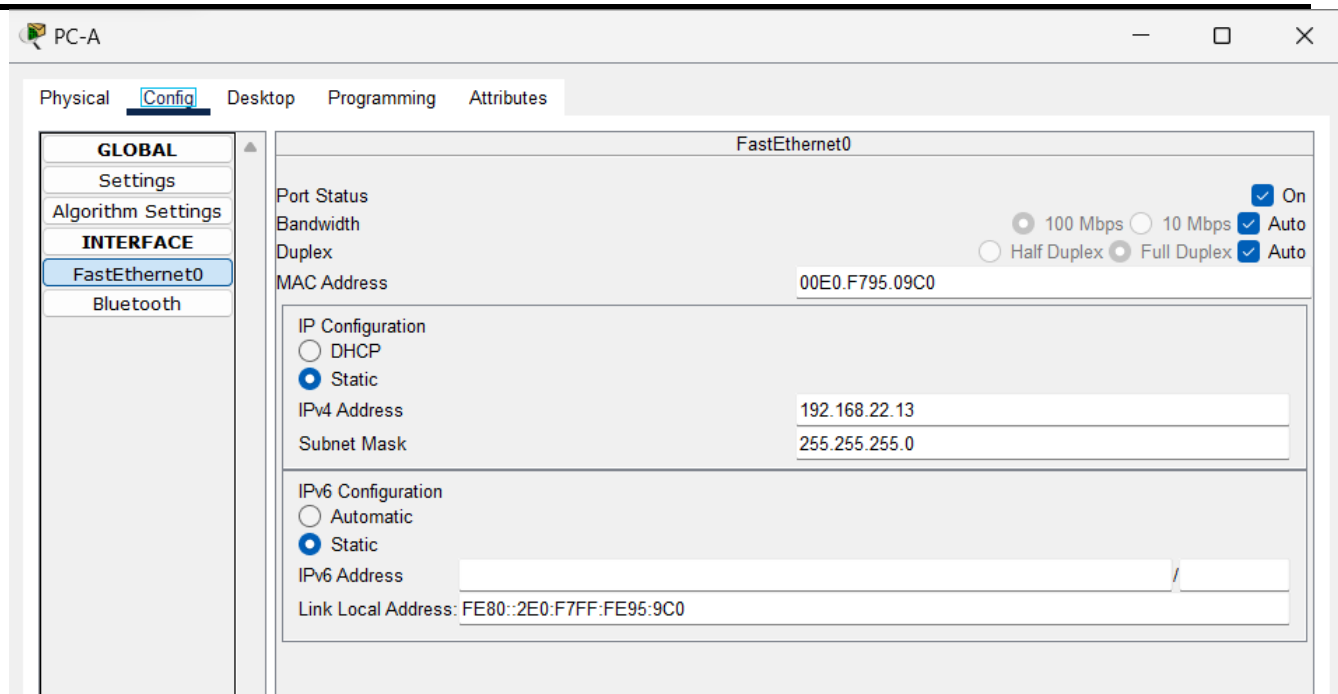 PC-A
Physical Config Desktop Programming Attributes
GLOBAL
Settings
Algorithm Settings
INTERFACE
FastEthernet0
Bluetooth
FastEthernet0
Port Status On
Bandwidth 100 Mbps 10 Mbps Auto
Duplex Half Duplex Full Duplex Auto
MAC Address 00E0.F795.09C0
IP Configuration
DHCP
Static
IPv4 Address 192.168.22.13
Subnet Mask 255.255.255.0
IPv6 Configuration
Automatic
Static
IPv6 Address /
Link Local Address: FE80::2E0:F7FF:FE95:9C0